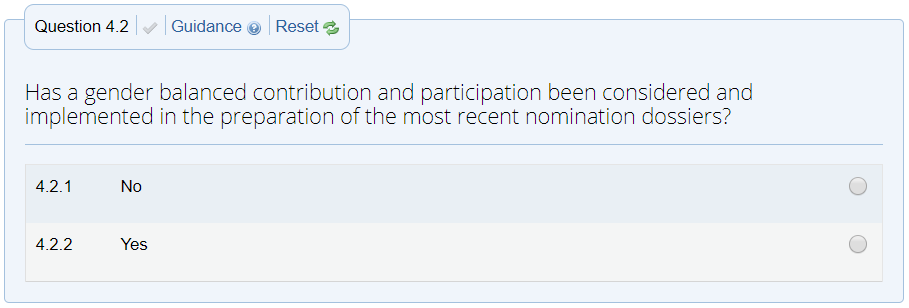 Question 4.2 Guidance Reset
Has a gender balanced contribution and participation been considered and
implemented in the preparation of the most recent nomination dossiers?
4.2.1 No
4.2.2 Yes